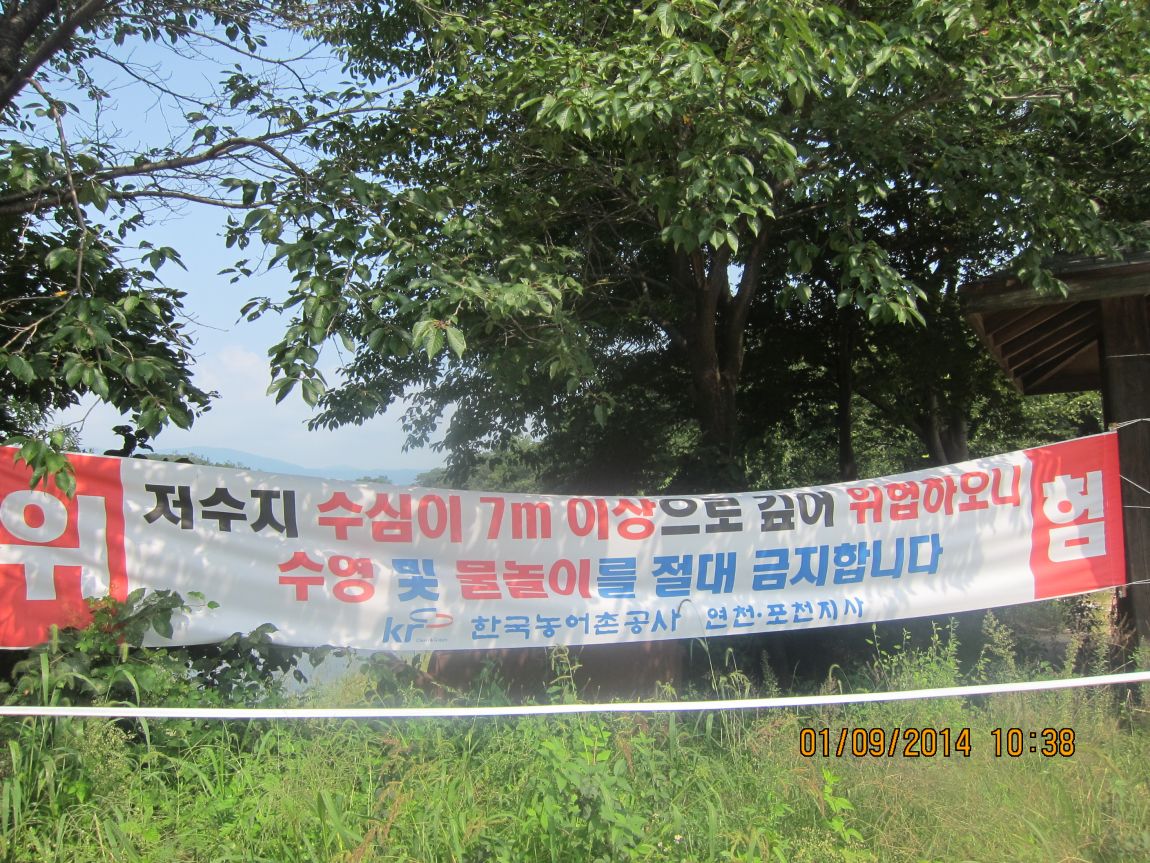 위
저수지 수심이 7m 이상으로 깊어 위험하오니
수영 및 물놀이를 절대 금지합니다
kr 한국농어촌공사 연천·포천지사
험
01/09/2014 10:38